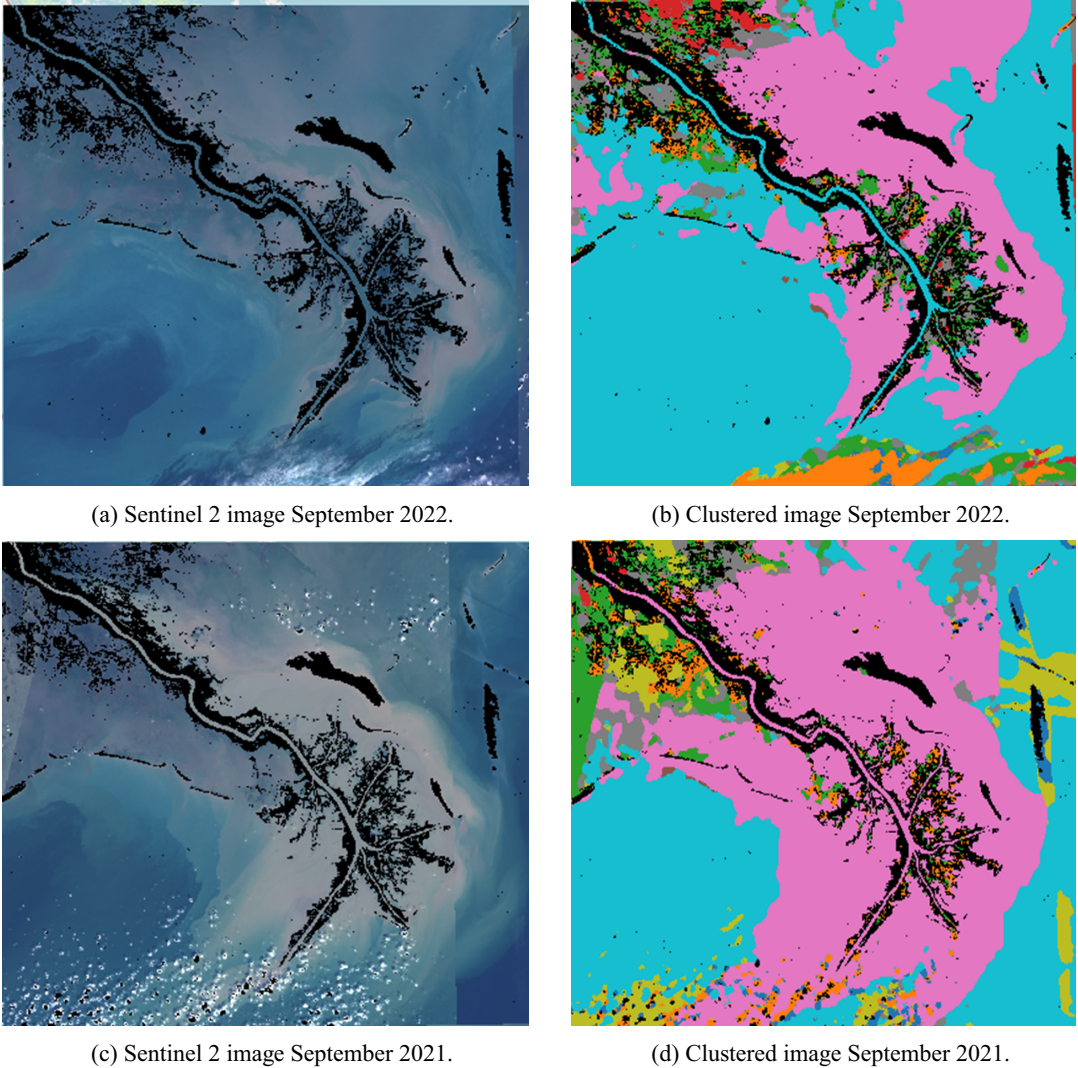 (a) Sentinel 2 image September 2022.
(b) Clustered image September 2022.
(c) Sentinel 2 image September 2021.
(d) Clustered image September 2021.